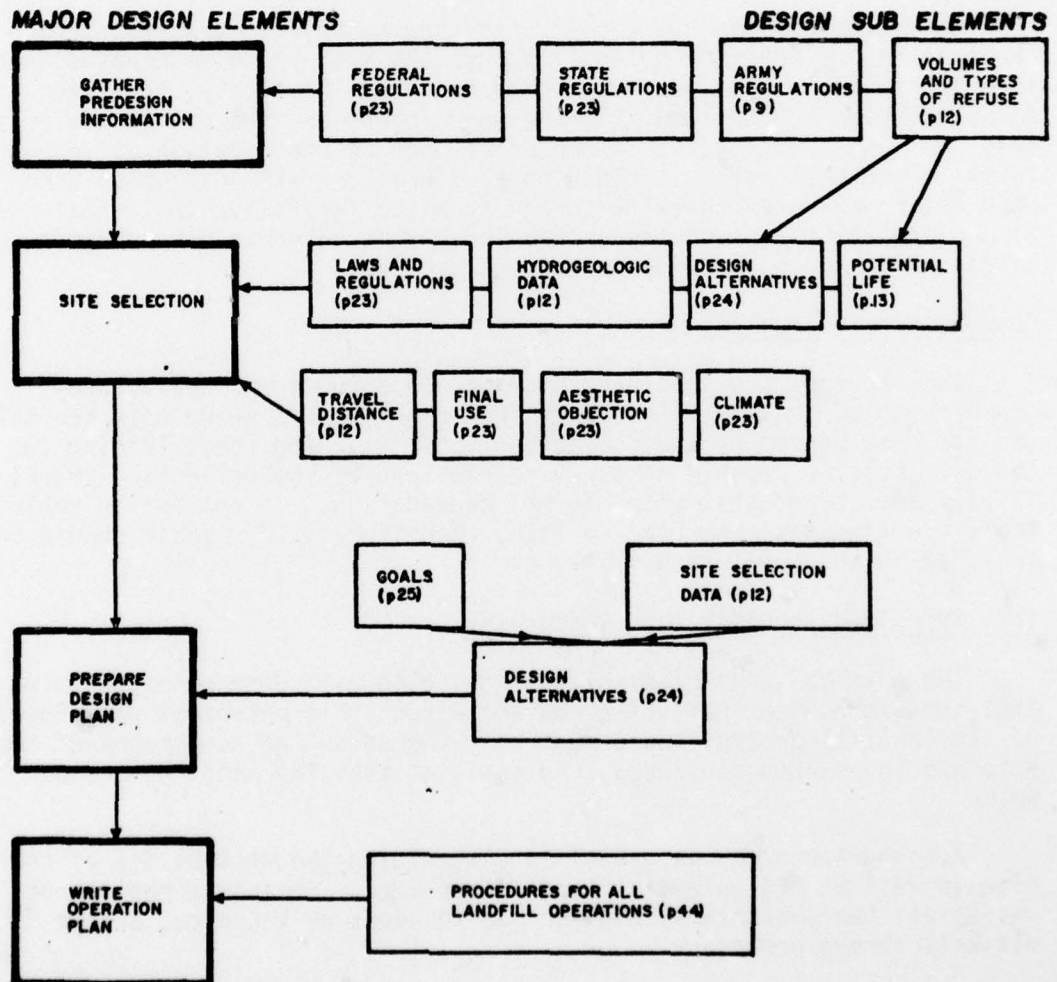 MAJOR DESIGN ELEMENTS
DESIGN SUB ELEMENTS
GATHER
PREDESIGN
INFORMATION
FEDERAL
REGULATIONS
(p23)
STATE
REGULATIONS
(p23)
ARMY
REGULATIONS
(p9)
VOLUMES
AND TYPES
OF REFUSE
(p12)
SITE SELECTION
LAWS AND
REGULATIONS
(p23)
HYDROGEOLOGIC
DATA
(p12)
DESIGN
ALTERNATIVES
(p24)
POTENTIAL
LIFE
(p.13)
TRAVEL
DISTANCE
(p12)
FINAL
USE
(p23)
AESTHETIC
OBJECTION
(p23)
CLIMATE
(p23)
GOALS
(p25)
SITE SELECTION
DATA (p12)
PREPARE
DESIGN
PLAN
DESIGN
ALTERNATIVES (p24)
WRITE
OPERATION
PLAN
PROCEDURES FOR ALL
LANDFILL OPERATIONS (p44)